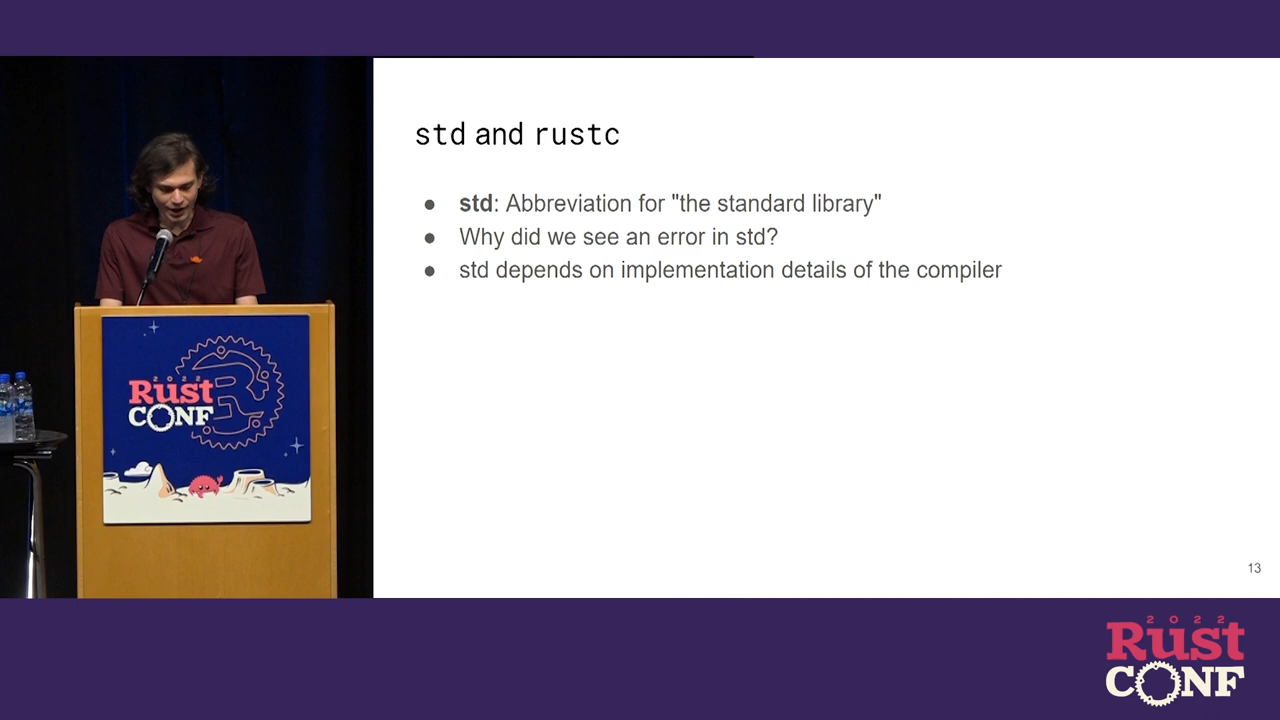 std and rustc
● std: Abbreviation for "the standard library"
● Why did we see an error in std?
● std depends on implementation details of the compiler
13
2022
Rust
CONF
2022
Rust
CONF